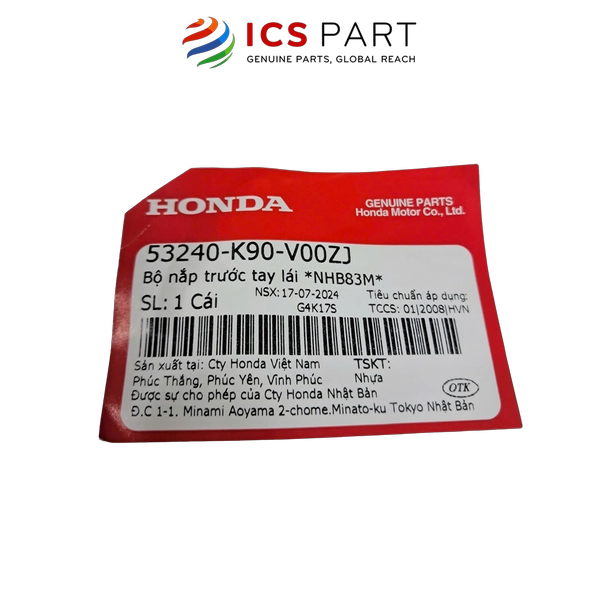 ICS PART
GENUINE PARTS, GLOBAL REACH
HONDA
GENUINE PARTS
Honda Motor Co., Ltd.
53240-K90-V00ZJ
Bộ nắp trước tay lái *NHB83M*
SL: 1 Cái
NSX: 17-07-2024
G4K17S
Tiêu chuẩn áp dụng:
TCCS: 01|2008|HVN
Sản xuất tại: Cty Honda Việt Nam
TSKT:
Phúc Thắng, Phúc Yên, Vĩnh Phúc
Nhựa
Được sự cho phép của Cty Honda Nhật Bản
OTK
Đ.C 1-1. Minami Aoyama 2-chome.Minato-ku Tokyo Nhật Bản